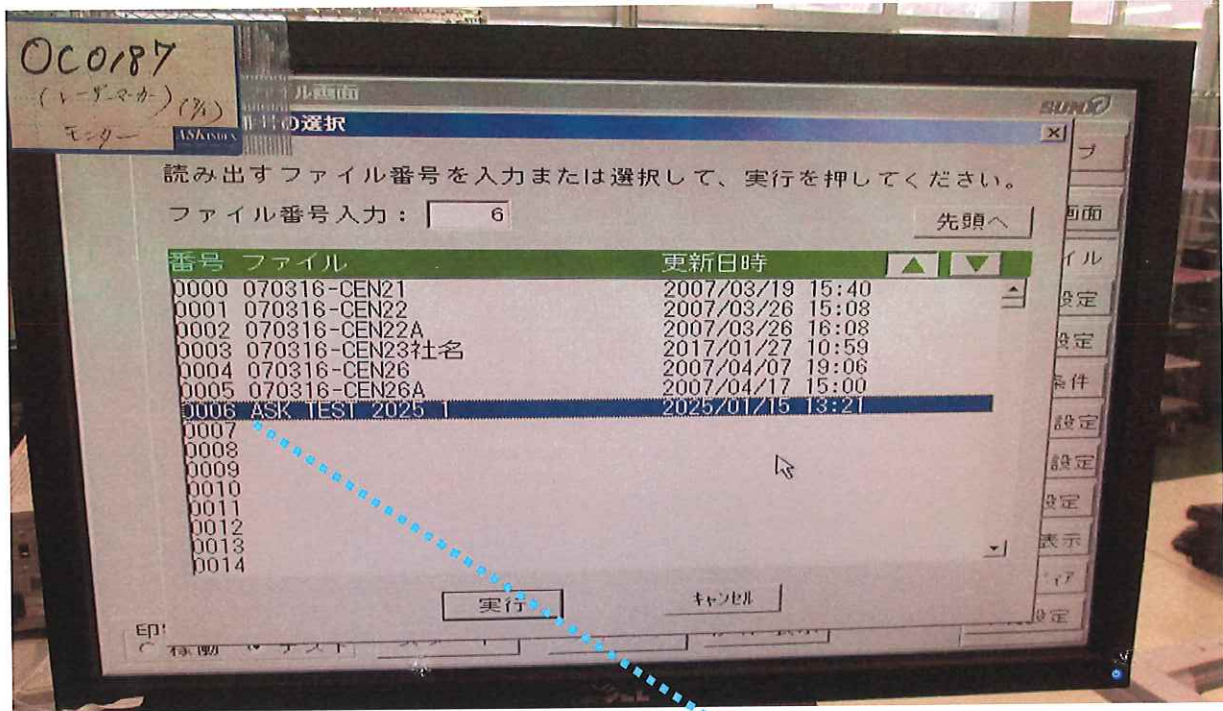 OC0187
(レーザーマーカー)
モニター
ASK
SUNX
の選択
読み出すファイル番号を入力または選択して、実行を押してください。
ファイル番号入力: 6
先頭へ
番号 ファイル 更新日時
0000 070316-CEN21 2007/03/19 15:40
0001 070316-CEN22 2007/03/26 15:08
0002 070316-CEN22A 2007/03/26 16:08
0003 070316-CEN23社名 2017/01/27 10:59
0004 070316-CEN26 2007/04/07 19:06
0005 070316-CEN26A 2007/04/17 15:00
0006 ASK TEST 2025 1 2025/01/15 13:21
0007
0008
0009
0010
0011
0012
0013
0014
実行 キャンセル
プ
画面
イル
設定
設定
条件
設定
設定
設定
表示
設定
稼働 テスト